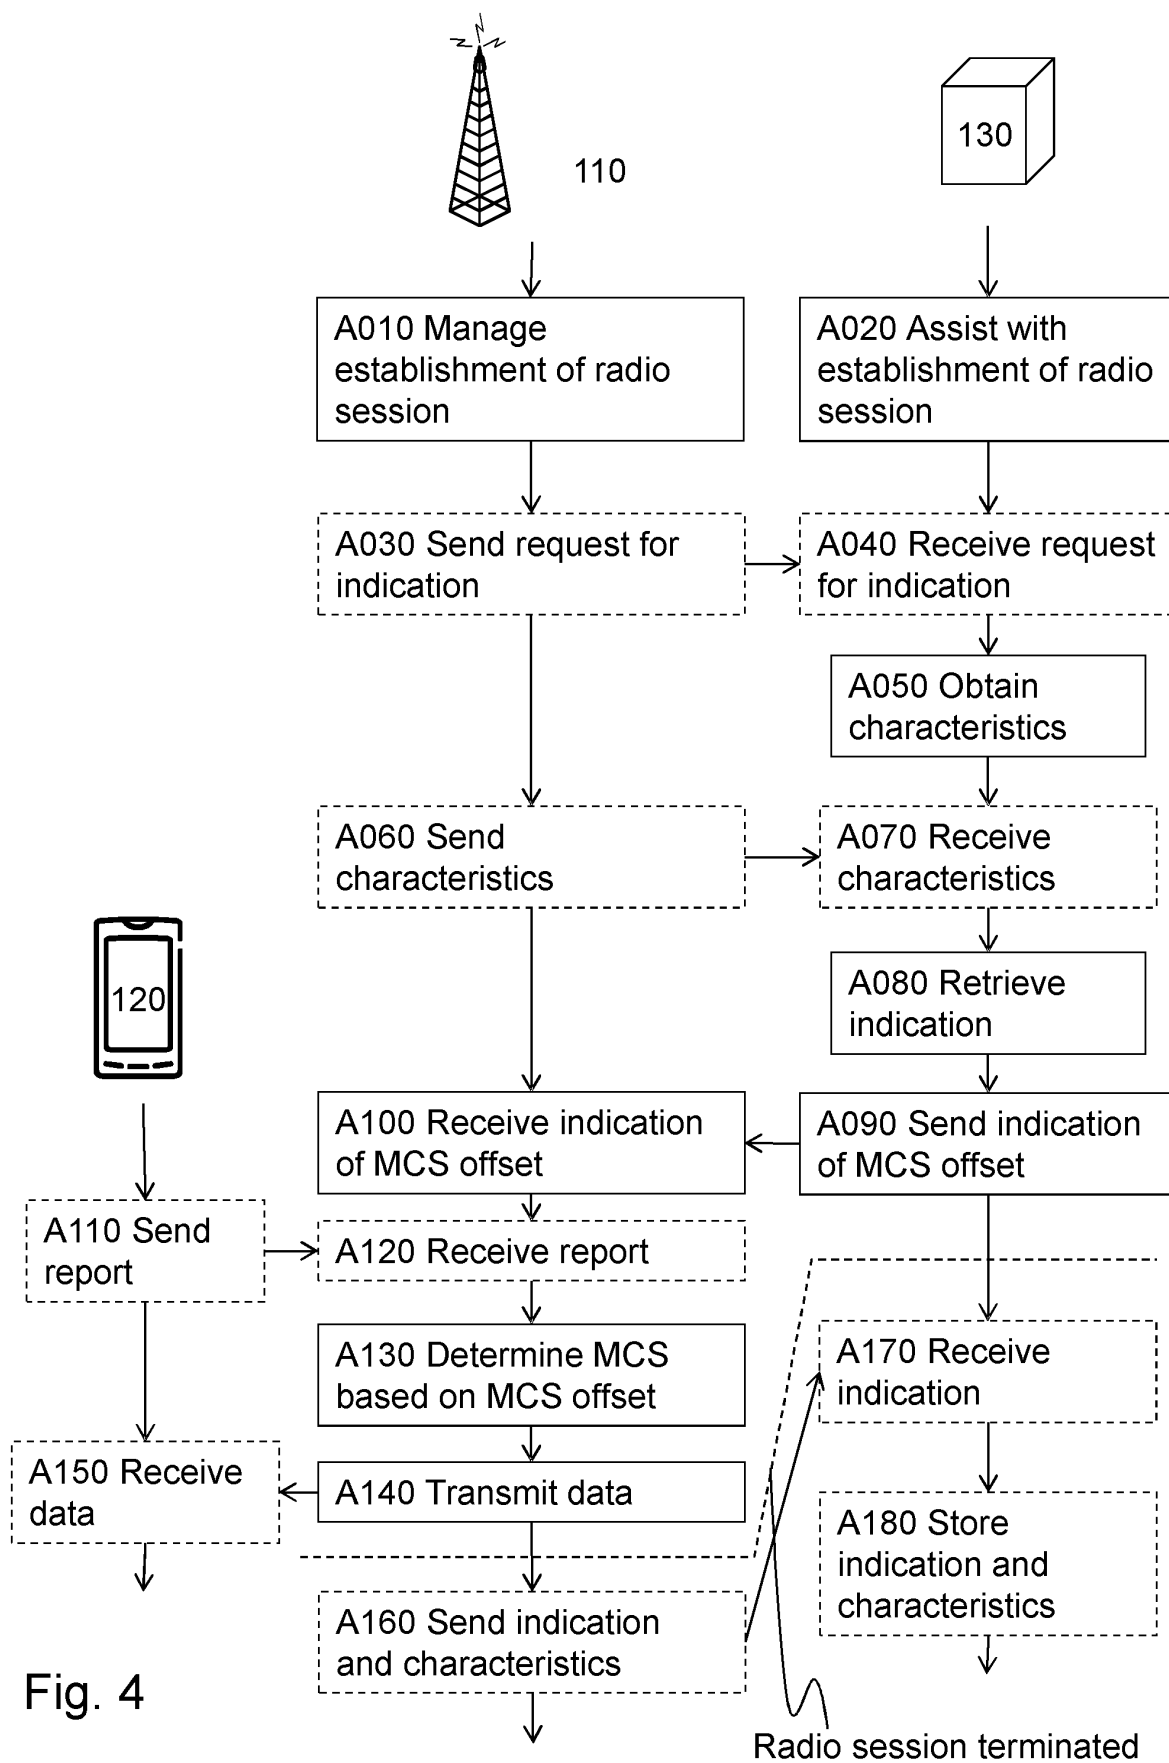 110
130
A010 Manage
establishment of radio
session
A020 Assist with
establishment of radio
session
A030 Send request for
indication
A040 Receive request
for indication
A050 Obtain
characteristics
A060 Send
characteristics
A070 Receive
characteristics
120
A080 Retrieve
indication
A100 Receive indication
of MCS offset
A090 Send indication
of MCS offset
A110 Send
report
A120 Receive report
A130 Determine MCS
based on MCS offset
A170 Receive
indication
A150 Receive
data
A140 Transmit data
A180 Store
indication and
characteristics
A160 Send indication
and characteristics
Fig. 4
Radio session terminated